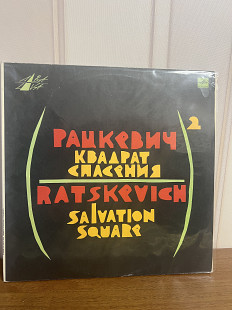 РАЦКЕВИЧ
2
КВАДРАТ
СПАСЕНИЯ
RATSKEVICH
SALVATION
SQUARE